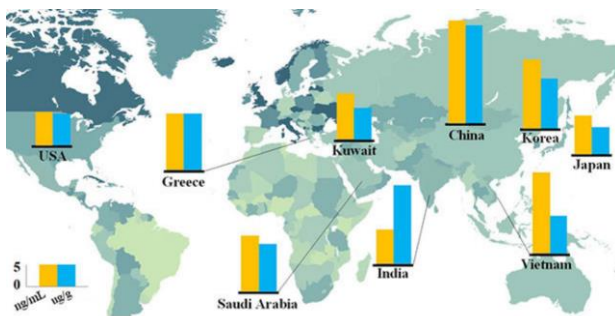 China
Korea
USA
Kuwait
Japan
Greece
Vietnam
India
Saudi Arabia
5
0
ng/mL ug/g